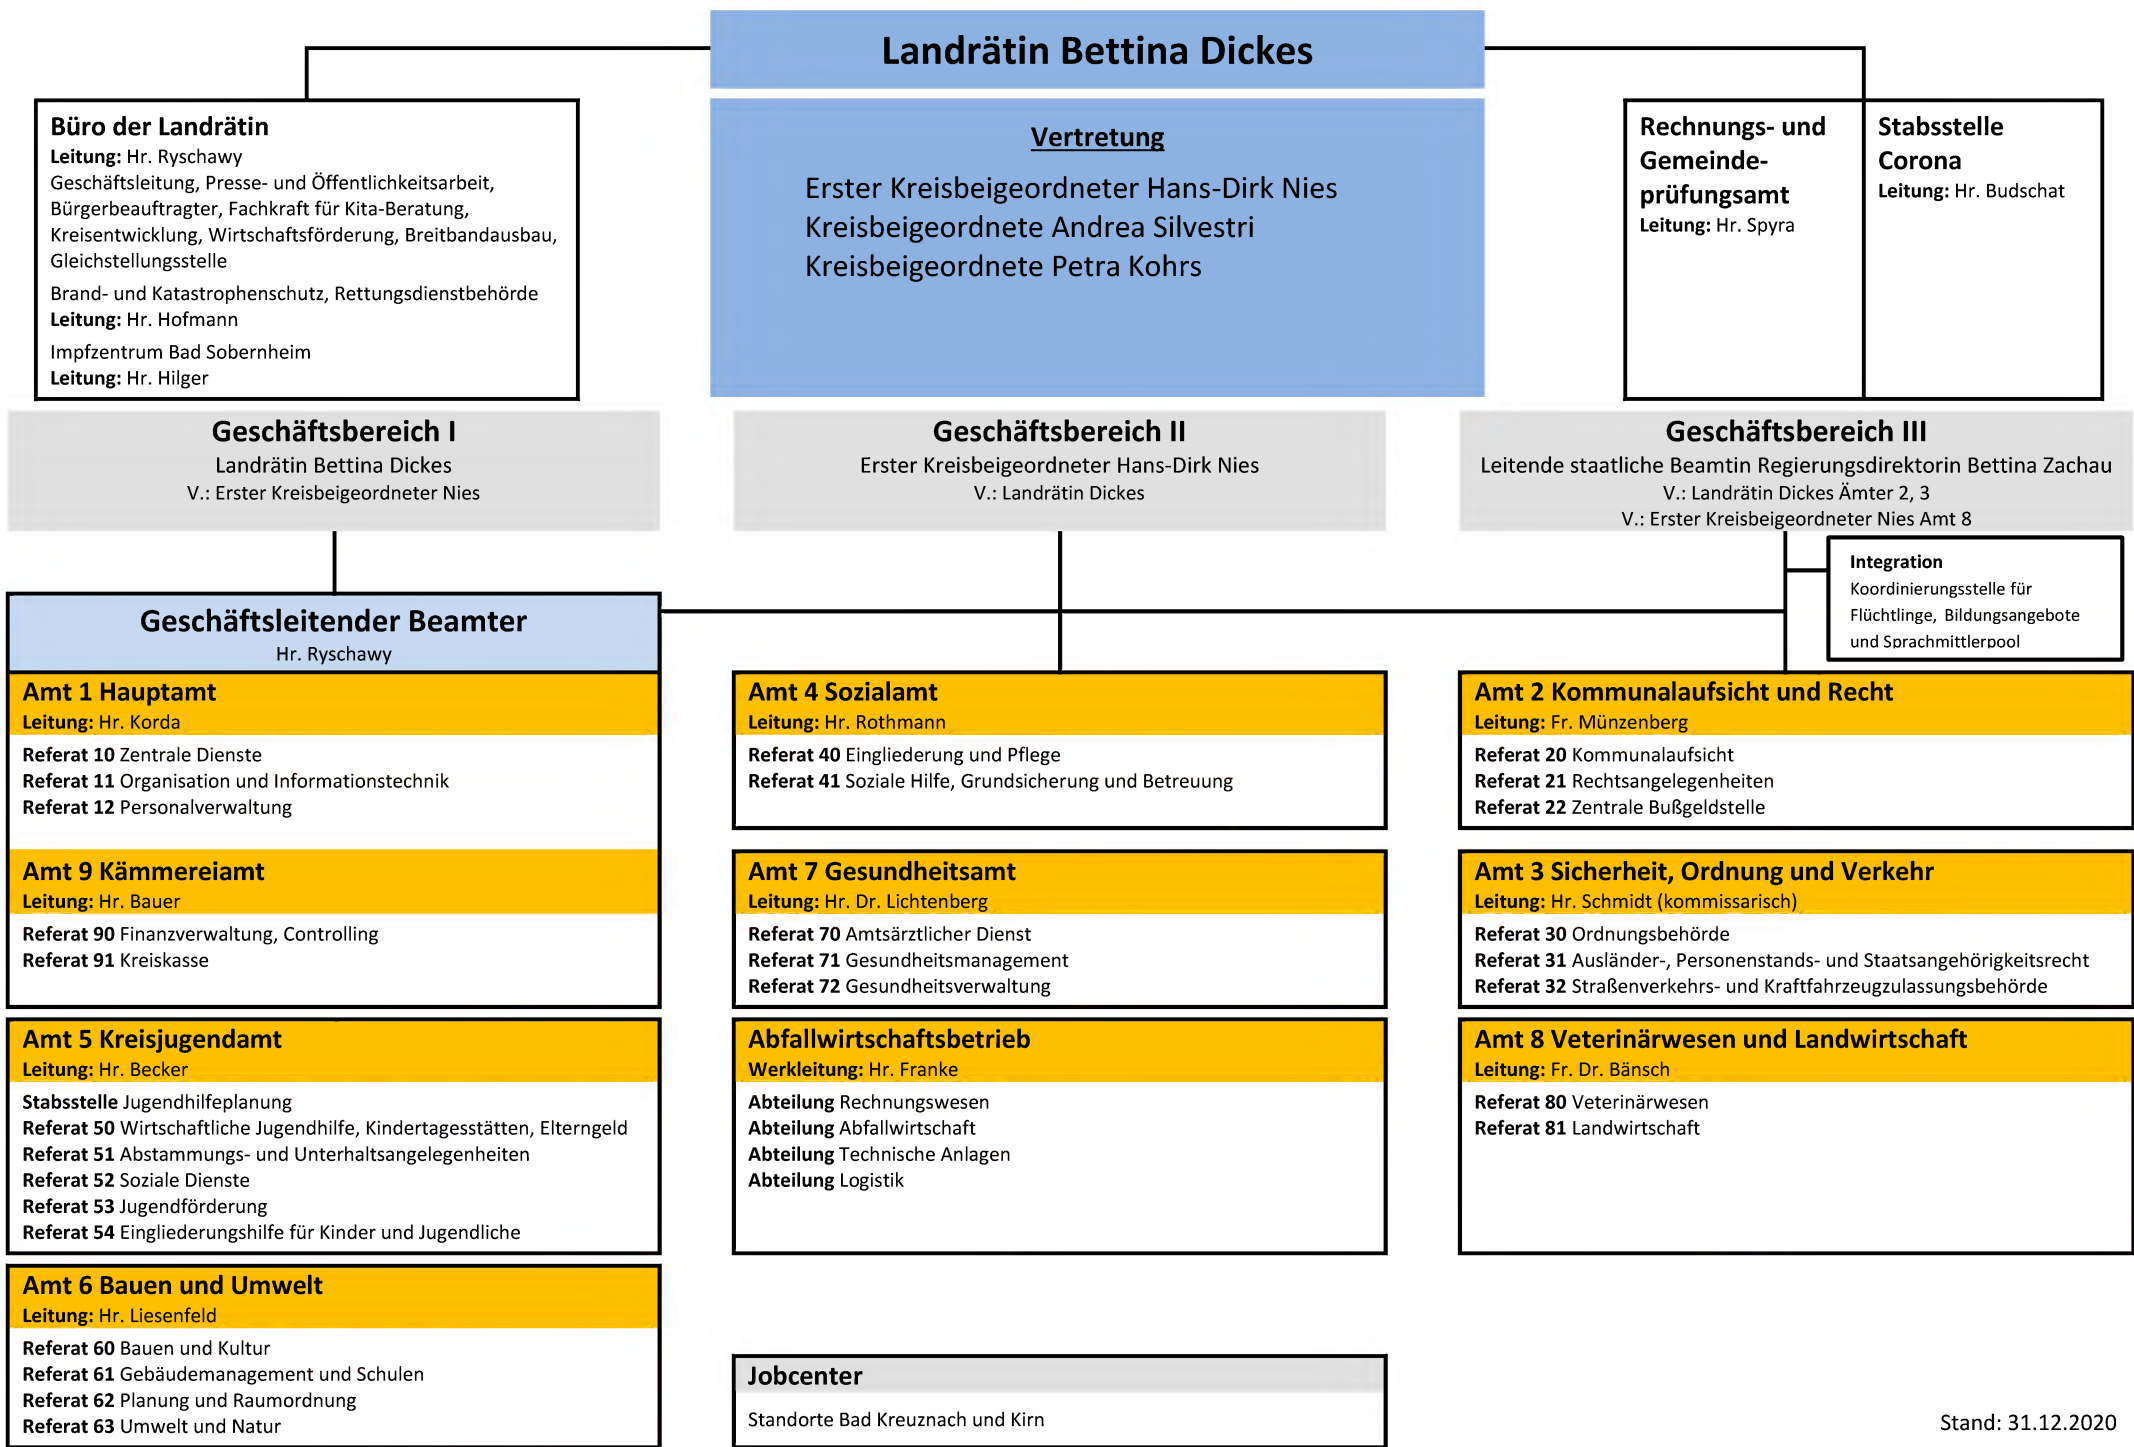 Landrätin Bettina Dickes
Büro der Landrätin
Leitung: Hr. Ryschawy
Geschäftsleitung, Presse- und Öffentlichkeitsarbeit,
Bürgerbeauftragter, Fachkraft für Kita-Beratung,
Kreisentwicklung, Wirtschaftsförderung, Breitbandausbau,
Gleichstellungsstelle
Brand- und Katastrophenschutz, Rettungsdienstbehörde
Leitung: Hr. Hofmann
Impfzentrum Bad Sobernheim
Leitung: Hr. Hilger
Vertretung
Erster Kreisbeigeordneter Hans-Dirk Nies
Kreisbeigeordnete Andrea Silvestri
Kreisbeigeordnete Petra Kohrs
Rechnungs- und
Gemeinde-
prüfungsamt
Leitung: Hr. Spyra
Stabsstelle
Corona
Leitung: Hr. Budschat
Geschäftsbereich I
Landrätin Bettina Dickes
V.: Erster Kreisbeigeordneter Nies
Geschäftsbereich II
Erster Kreisbeigeordneter Hans-Dirk Nies
V.: Landrätin Dickes
Geschäftsbereich III
Leitende staatliche Beamtin Regierungsdirektorin Bettina Zachau
V.: Landrätin Dickes Ämter 2, 3
V.: Erster Kreisbeigeordneter Nies Amt 8
Integration
Koordinierungsstelle für
Flüchtlinge, Bildungsangebote
und Sprachmittlerpool
Geschäftsleitender Beamter
Hr. Ryschawy
Amt 1 Hauptamt
Leitung: Hr. Korda
Referat 10 Zentrale Dienste
Referat 11 Organisation und Informationstechnik
Referat 12 Personalverwaltung
Amt 9 Kämmereiamt
Leitung: Hr. Bauer
Referat 90 Finanzverwaltung, Controlling
Referat 91 Kreiskasse
Amt 5 Kreisjugendamt
Leitung: Hr. Becker
Stabsstelle Jugendhilfeplanung
Referat 50 Wirtschaftliche Jugendhilfe, Kindertagesstätten, Elterngeld
Referat 51 Abstammungs- und Unterhaltsangelegenheiten
Referat 52 Soziale Dienste
Referat 53 Jugendförderung
Referat 54 Eingliederungshilfe für Kinder und Jugendliche
Amt 6 Bauen und Umwelt
Leitung: Hr. Liesenfeld
Referat 60 Bauen und Kultur
Referat 61 Gebäudemanagement und Schulen
Referat 62 Planung und Raumordnung
Referat 63 Umwelt und Natur
Amt 4 Sozialamt
Leitung: Hr. Rothmann
Referat 40 Eingliederung und Pflege
Referat 41 Soziale Hilfe, Grundsicherung und Betreuung
Amt 7 Gesundheitsamt
Leitung: Hr. Dr. Lichtenberg
Referat 70 Amtsärztlicher Dienst
Referat 71 Gesundheitsmanagement
Referat 72 Gesundheitsverwaltung
Abfallwirtschaftsbetrieb
Werkleitung: Hr. Franke
Abteilung Rechnungswesen
Abteilung Abfallwirtschaft
Abteilung Technische Anlagen
Abteilung Logistik
Jobcenter
Standorte Bad Kreuznach und Kirn
Amt 2 Kommunalaufsicht und Recht
Leitung: Fr. Münzenberg
Referat 20 Kommunalaufsicht
Referat 21 Rechtsangelegenheiten
Referat 22 Zentrale Bußgeldstelle
Amt 3 Sicherheit, Ordnung und Verkehr
Leitung: Hr. Schmidt (kommissarisch)
Referat 30 Ordnungsbehörde
Referat 31 Ausländer-, Personenstands- und Staatsangehörigkeitsrecht
Referat 32 Straßenverkehrs- und Kraftfahrzeugzulassungsbehörde
Amt 8 Veterinärwesen und Landwirtschaft
Leitung: Fr. Dr. Bänsch
Referat 80 Veterinärwesen
Referat 81 Landwirtschaft
Stand: 31.12.2020